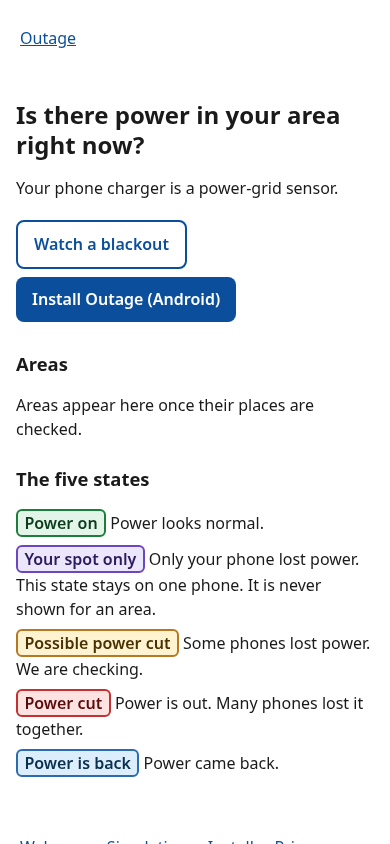 Outage
Is there power in your area
right now?
Your phone charger is a power-grid sensor.
Watch a blackout
Install Outage (Android)
Areas
Areas appear here once their places are
checked.
The five states
Power on Power looks normal.
Your spot only Only your phone lost power.
This state stays on one phone. It is never
shown for an area.
Possible power cut Some phones lost power.
We are checking.
Power cut Power is out. Many phones lost it
together.
Power is back Power came back.